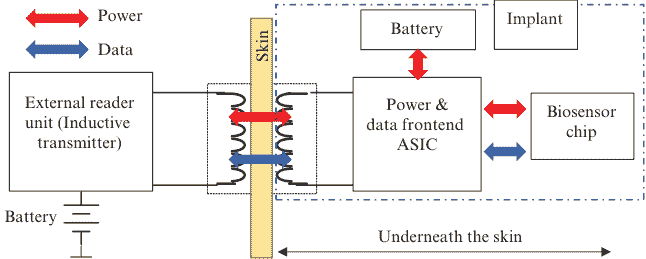 Power
Data
Skin
Battery
Implant
External reader
unit (Inductive
transmitter)
Power &
data frontend
ASIC
Biosensor
chip
Battery
Underneath the skin